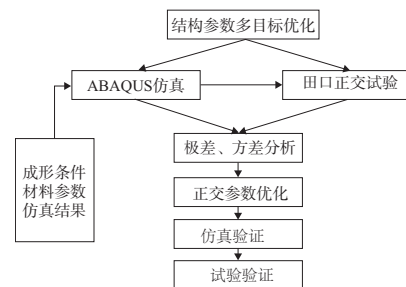 结构参数多目标优化
ABAQUS仿真
田口正交试验
成形条件
材料参数
仿真结果
极差、方差分析
正交参数优化
仿真验证
试验验证